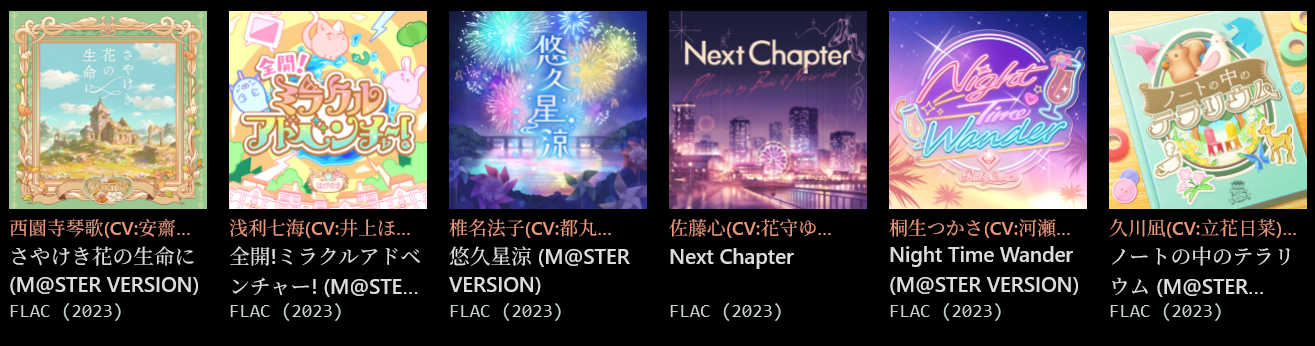 さやけき
花の
生命に
全開!
ミラクル
アドベンチャー!
悠久星涼
Next Chapter
Night
Time
Wander
ノートの中の
テラリウム
西園寺琴歌(CV:安齋...
さやけき花の生命に
(M@STER VERSION)
FLAC (2023)
浅利七海(CV:井上ほ...
全開!ミラクルアドベ
ンチャー! (M@STE...
FLAC (2023)
椎名法子(CV:都丸...
悠久星涼 (M@STER
VERSION)
FLAC (2023)
佐藤心(CV:花守ゆ...
Next Chapter
FLAC (2023)
桐生つかさ(CV:河瀬...
Night Time Wander
(M@STER VERSION)
FLAC (2023)
久川凪(CV:立花日菜)...
ノートの中のテラリ
ウム (M@STER...
FLAC (2023)